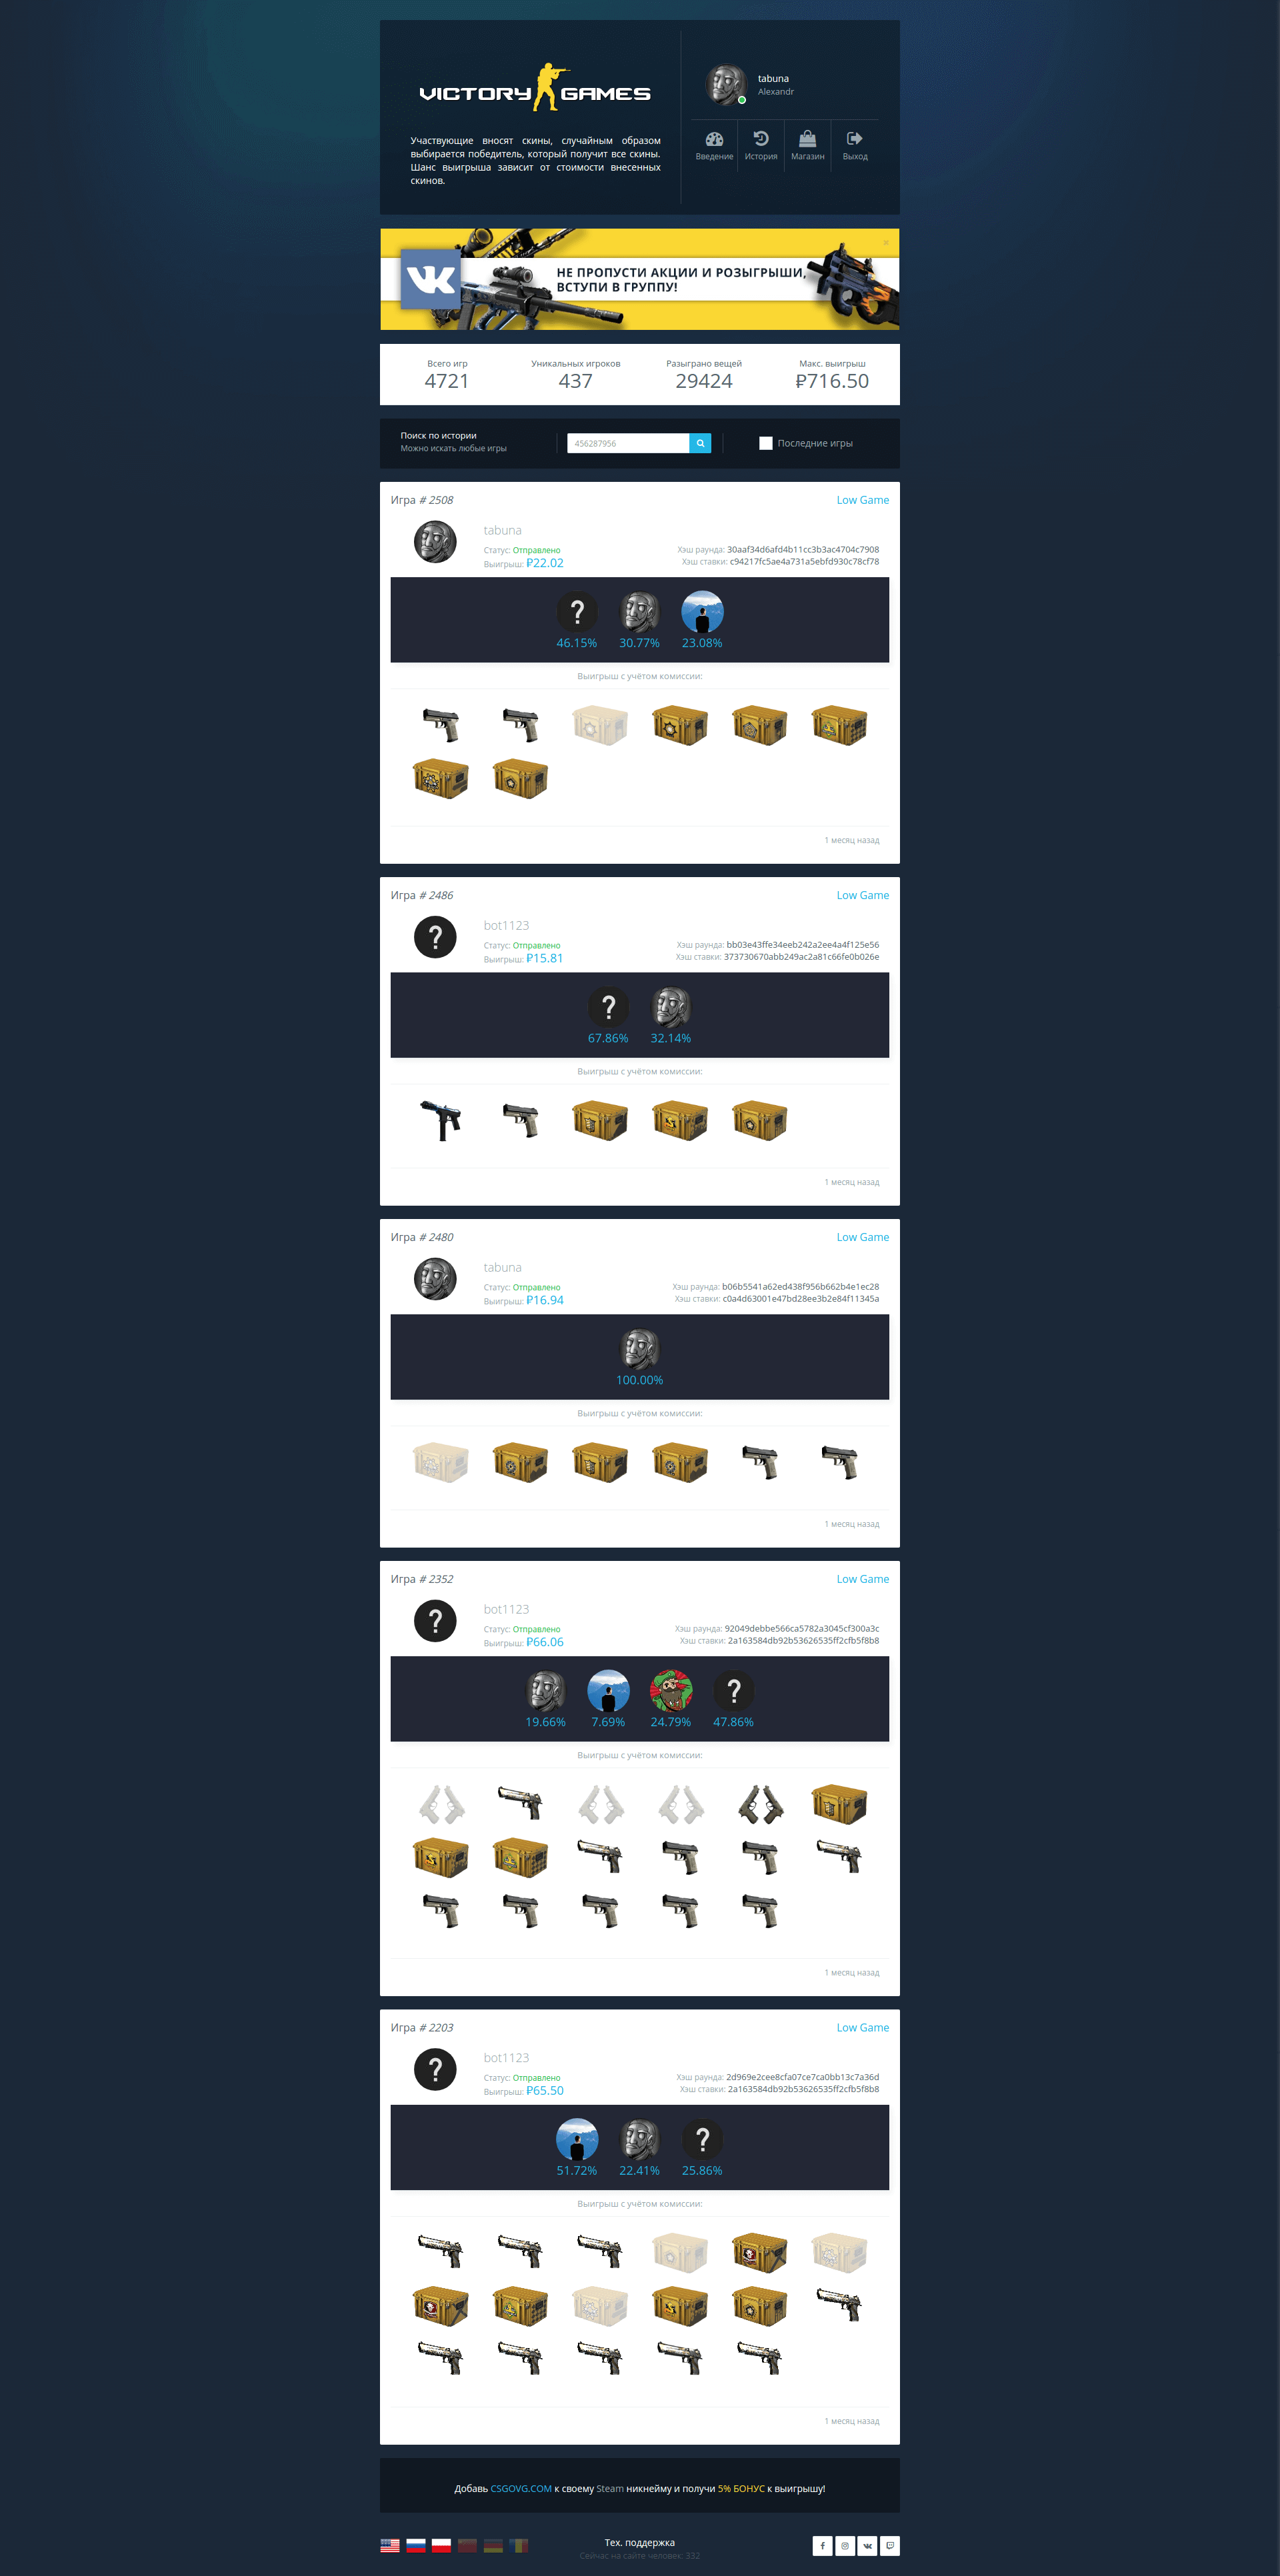 VICTORY GAMES
Участвующие вносят скины, случайным образом
выбирается победитель, который получит все скины.
Шанс выигрыша зависит от стоимости внесенных
скинов.
tabuna
Alexandr
Введение История Магазин Выход
НЕ ПРОПУСТИ АКЦИИ И РОЗЫГРЫШИ,
ВСТУПИ В ГРУППУ!
Всего игр Уникальных игроков Разыграно вещей Макс. выигрыш
4721 437 29424 ₽716.50
Поиск по истории
Можно искать любые игры
456287956
Последние игры
Игра # 2508 Low Game
tabuna
Статус: Отправлено
Выигрыш: ₽22.02
Хэш раунда: 30aaf34d6afd4b11cc3b3ac4704c7908
Хэш ставки: c94217fc5ae4a731a5ebfd930c78cf78
? 
46.15% 30.77% 23.08%
Выигрыш с учётом комиссии:
1 месяц назад
Игра # 2486 Low Game
?
bot1123
Статус: Отправлено
Выигрыш: ₽15.81
Хэш раунда: bb03e43ffe34eeb242a2ee4a4f125e56
Хэш ставки: 373730670abb249ac2a81c66fe0b026e
?
67.86% 32.14%
Выигрыш с учётом комиссии:
1 месяц назад
Игра # 2480 Low Game
tabuna
Статус: Отправлено
Выигрыш: ₽16.94
Хэш раунда: b06b5541a62ed438f956b662b4e1ec28
Хэш ставки: c0a4d63001e47bd28ee3b2e84f11345a
100.00%
Выигрыш с учётом комиссии:
1 месяц назад
Игра # 2352 Low Game
?
bot1123
Статус: Отправлено
Выигрыш: ₽66.06
Хэш раунда: 92049debbe566ca5782a3045cf300a3c
Хэш ставки: 2a163584db92b53626535ff2cfb5f8b8
?
19.66% 7.69% 24.79% 47.86%
Выигрыш с учётом комиссии:
1 месяц назад
Игра # 2203 Low Game
?
bot1123
Статус: Отправлено
Выигрыш: ₽65.50
Хэш раунда: 2d969e2cee8cfa07ce7ca0bb13c7a36d
Хэш ставки: 2a163584db92b53626535ff2cfb5f8b8
?
51.72% 22.41% 25.86%
Выигрыш с учётом комиссии:
1 месяц назад
Добавь CSGOVG.COM к своему Steam никнейму и получи 5% БОНУС к выигрышу!
Тех. поддержка
Сейчас на сайте человек: 332